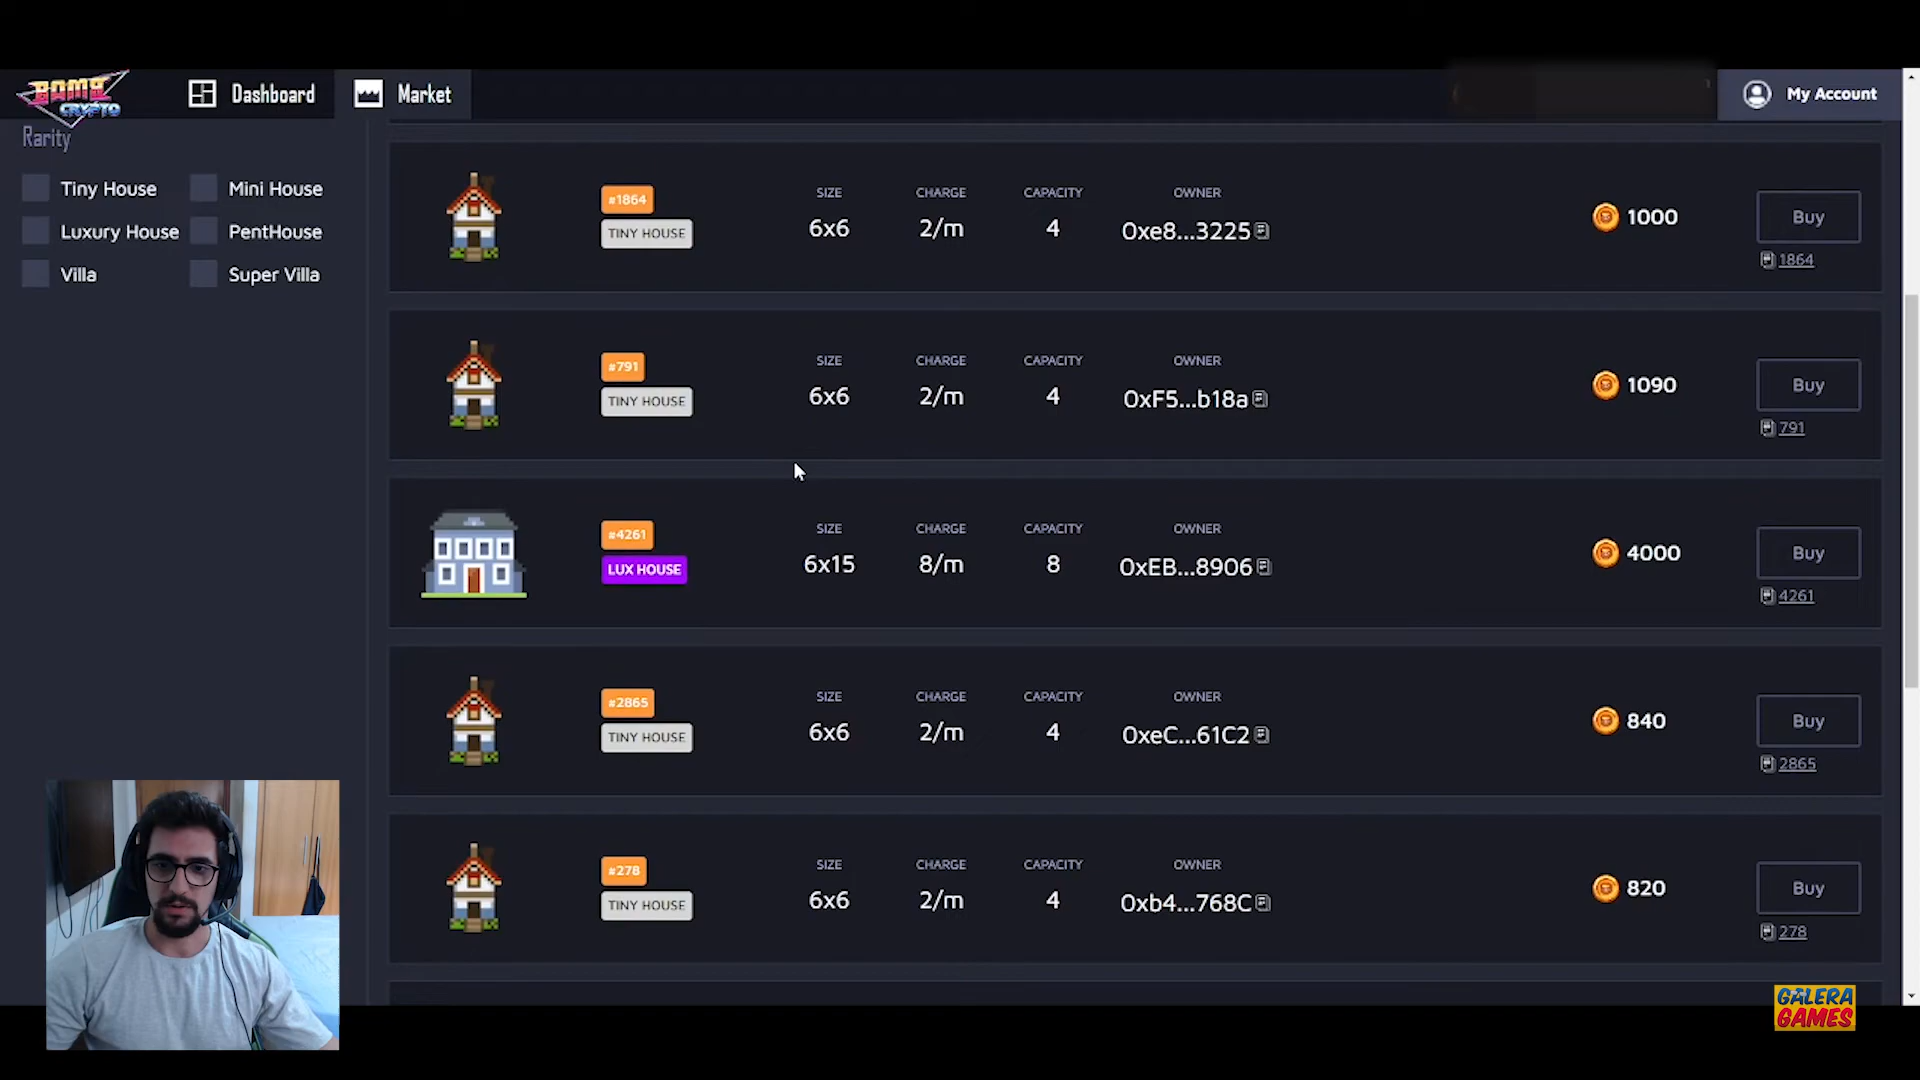 BOMB
CRYPTO
Dashboard
Market
My Account
Rarity
Tiny House
Mini House
Luxury House
PentHouse
Villa
Super Villa
#1864
TINY HOUSE
SIZE
6x6
CHARGE
2/m
CAPACITY
4
OWNER
0xe8...3225
1000
Buy
1864
#791
TINY HOUSE
SIZE
6x6
CHARGE
2/m
CAPACITY
4
OWNER
0xF5...b18a
1090
Buy
791
#4261
LUX HOUSE
SIZE
6x15
CHARGE
8/m
CAPACITY
8
OWNER
0xEB...8906
4000
Buy
4261
#2865
TINY HOUSE
SIZE
6x6
CHARGE
2/m
CAPACITY
4
OWNER
0xeC...61C2
840
Buy
2865
#278
TINY HOUSE
SIZE
6x6
CHARGE
2/m
CAPACITY
4
OWNER
0xb4...768C
820
Buy
278
GALERA
GAMES